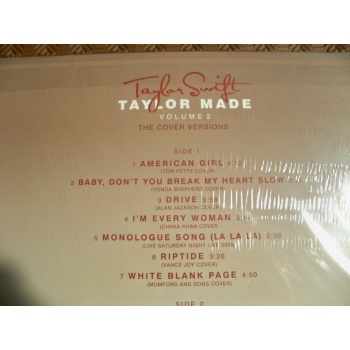 Taylor Swift
TAYLOR MADE
VOLUME 2
THE COVER VERSIONS
SIDE 1
1 AMERICAN GIRL
(TOM PETTY COVER)
2 BABY, DON'T YOU BREAK MY HEART SLOW
(VONDA SHEPHERD COVER)
3 DRIVE 3:58
(ALAN JACKSON COVER)
4 I'M EVERY WOMAN
(CHAKA KHAN COVER
5 MONOLOGUE SONG (LA LA LA) 2:59
(LIVE SATURDAY NIGHT LIVE 2009)
6 RIPTIDE 3:20
(VANCE JOY COVER)
7 WHITE BLANK PAGE 4:50
(MUMFORD AND SONS COVER)
SIDE 2